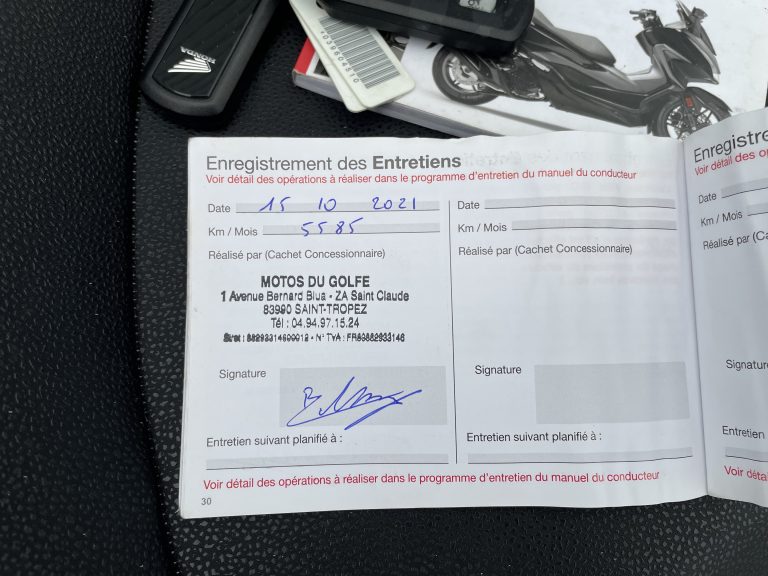 HONDA
*039604510
Enregistrement des Entretiens
Voir détail des opérations à réaliser dans le programme d'entretien du manuel du conducteur
Date 15 10 2021
Km / Mois 5585
Réalisé par (Cachet Concessionnaire)
MOTOS DU GOLFE
1 Avenue Bernard Blua - ZA Saint Claude
83990 SAINT-TROPEZ
Tél : 04.94.97.15.24
Signature
Entretien suivant planifié à :
Date
Km / Mois
Réalisé par (Cachet Concessionnaire)
Signature
Entretien suivant planifié à :
Voir détail des opérations à réaliser dans le programme d'entretien du manuel du conducteur
30
Enregistre
Voir détail des o
Date
Km / Mois
Réalisé par (C
Signatur
Entretien
Voir déta